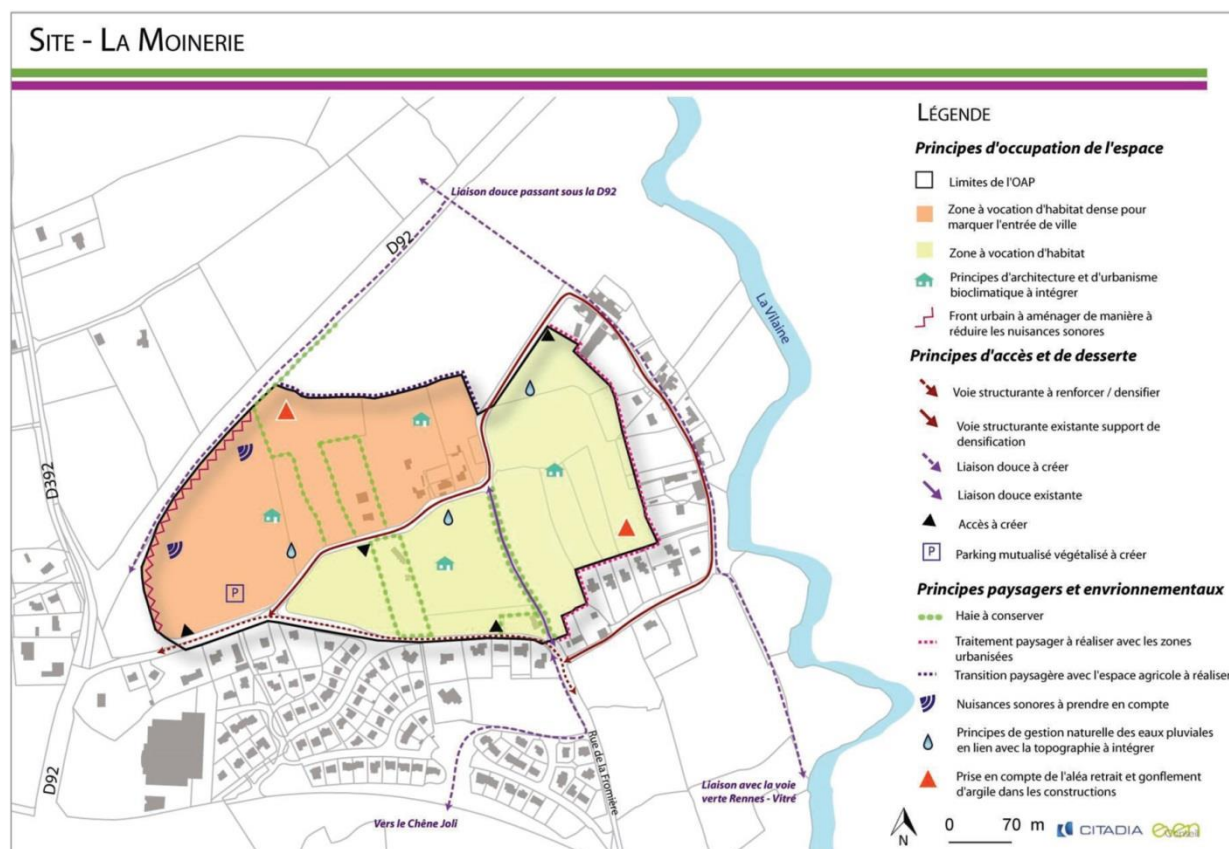 SITE - LA MOINERIE
LÉGENDE
Principes d'occupation de l'espace
Limites de l'OAP
Zone à vocation d'habitat dense pour
marquer l'entrée de ville
Zone à vocation d'habitat
Principes d'architecture et d'urbanisme
bioclimatique à intégrer
Front urbain à aménager de manière à
réduire les nuisances sonores
Principes d'accès et de desserte
Voie structurante à renforcer / densifier
Voie structurante existante support de
densification
Liaison douce à créer
Liaison douce existante
Accès à créer
P
Parking mutualisé végétalisé à créer
Principes paysagers et envrionnementaux
Haie à conserver
Traitement paysager à réaliser avec les zones
urbanisées
Transition paysagère avec l'espace agricole à réaliser
Nuisances sonores à prendre en compte
Principes de gestion naturelle des eaux pluviales
en lien avec la topographie à intégrer
Prise en compte de l'aléa retrait et gonflement
d'argile dans les constructions
Liaison douce passant sous la D92
D92
La Vilaine
D392
P
D92
Rue de la Fromière
Vers le Chêne Joli
Liaison avec la voie
verte Rennes - Vitré
N
0 70 m
CITADIA
even
Conseil